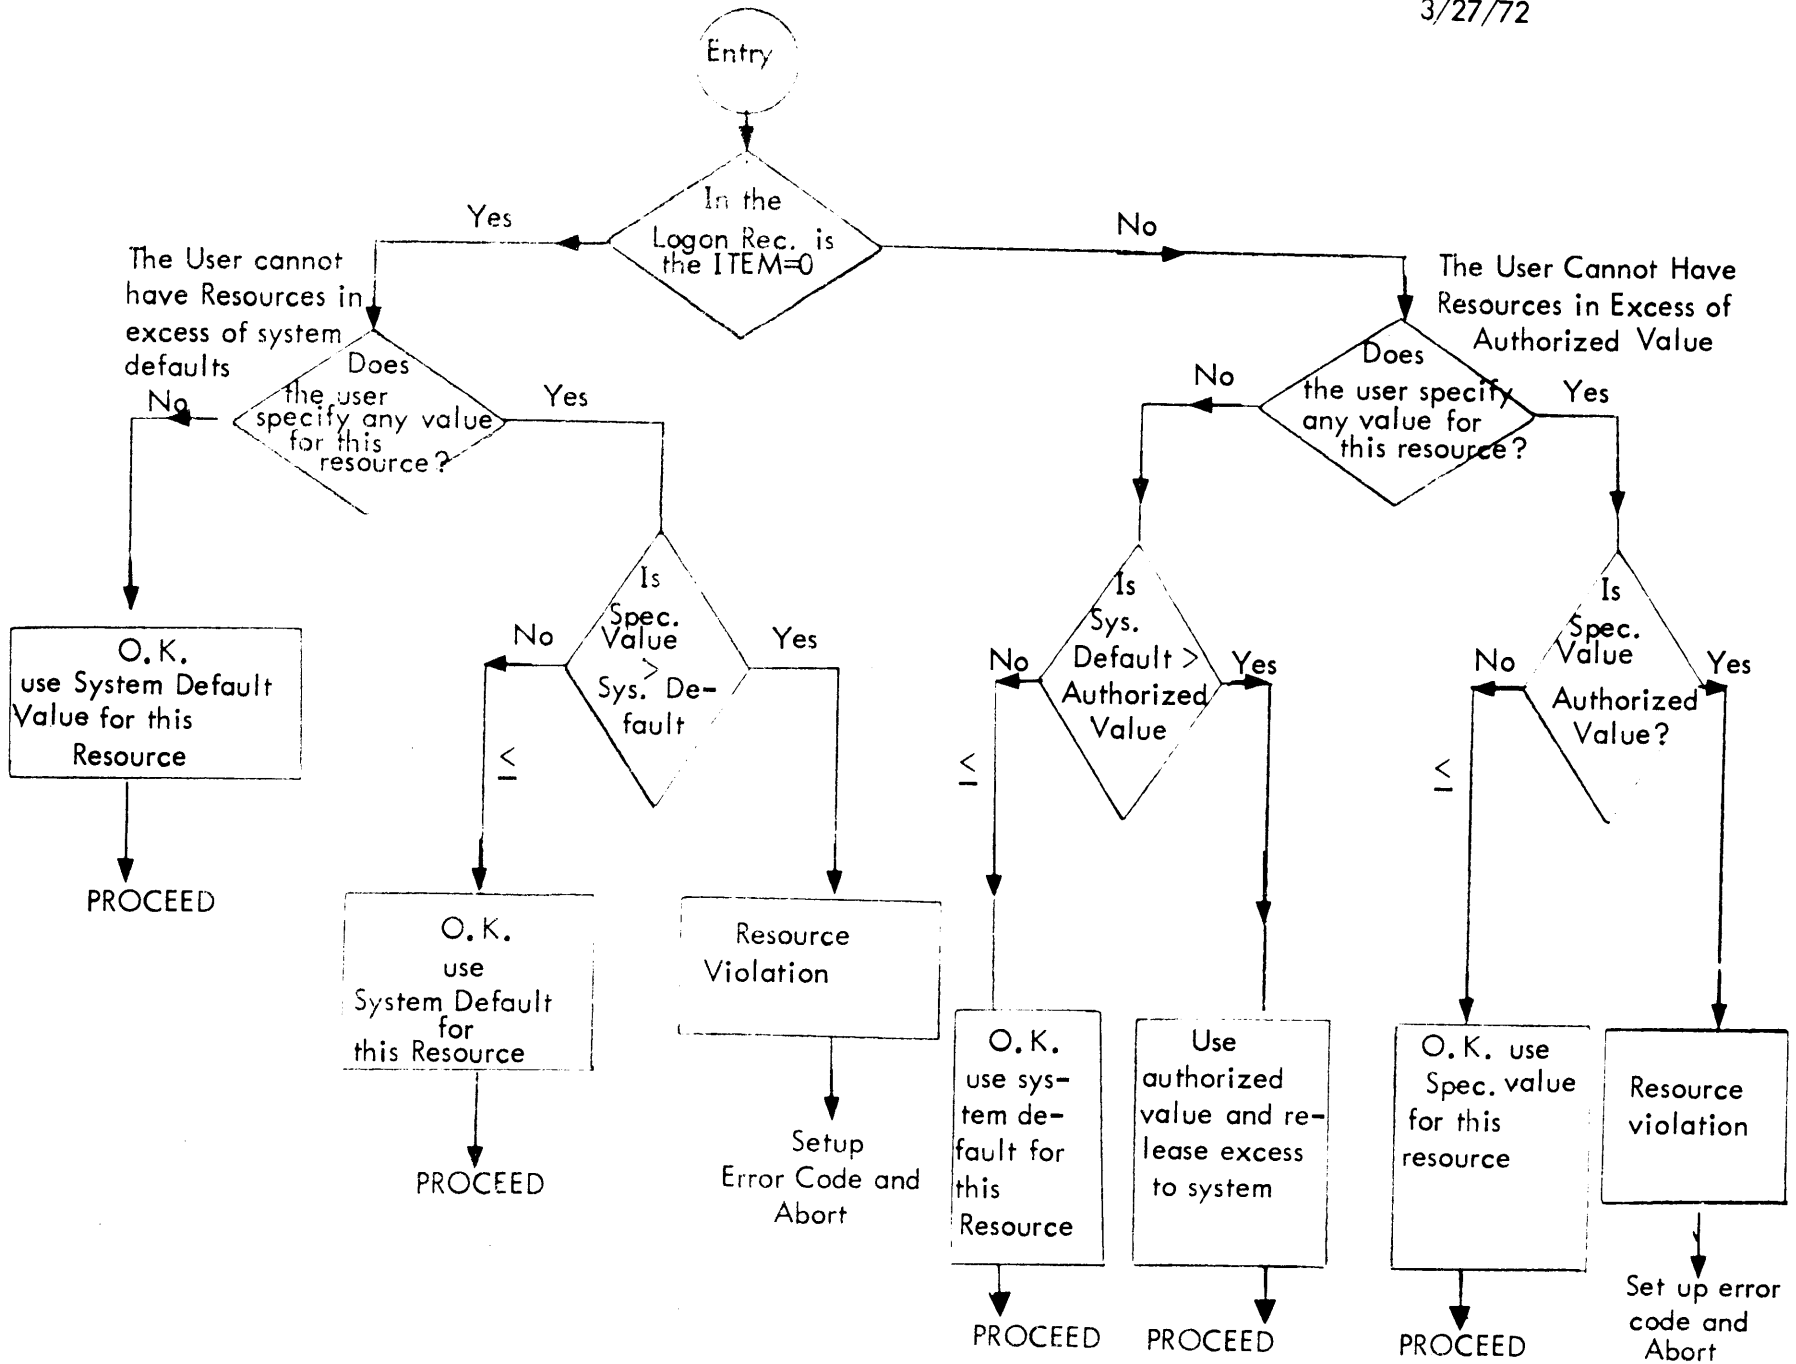 3/27/72
Entry
In the
Logon Rec. is
the ITEM=0
Yes
No
The User cannot
have Resources in
excess of system
defaults
The User Cannot Have
Resources in Excess of
Authorized Value
Does
the user
specify any value
for this
resource?
No
Yes
Does
the user specify
any value for
this resource?
No
Yes
O.K.
use System Default
Value for this
Resource
PROCEED
Is
Spec.
Value
>
Sys. De-
fault
No
Yes
≤
Is
Sys.
Default >
Authorized
Value
No
Yes
≤
Is
Spec.
Value
Authorized
Value?
No
Yes
≤
O.K.
use
System Default
for
this Resource
PROCEED
Resource
Violation
Setup
Error Code and
Abort
O.K.
use sys-
tem de-
fault for
this
Resource
PROCEED
Use
authorized
value and re-
lease excess
to system
PROCEED
O.K. use
Spec. value
for this
resource
PROCEED
Resource
violation
Set up error
code and
Abort